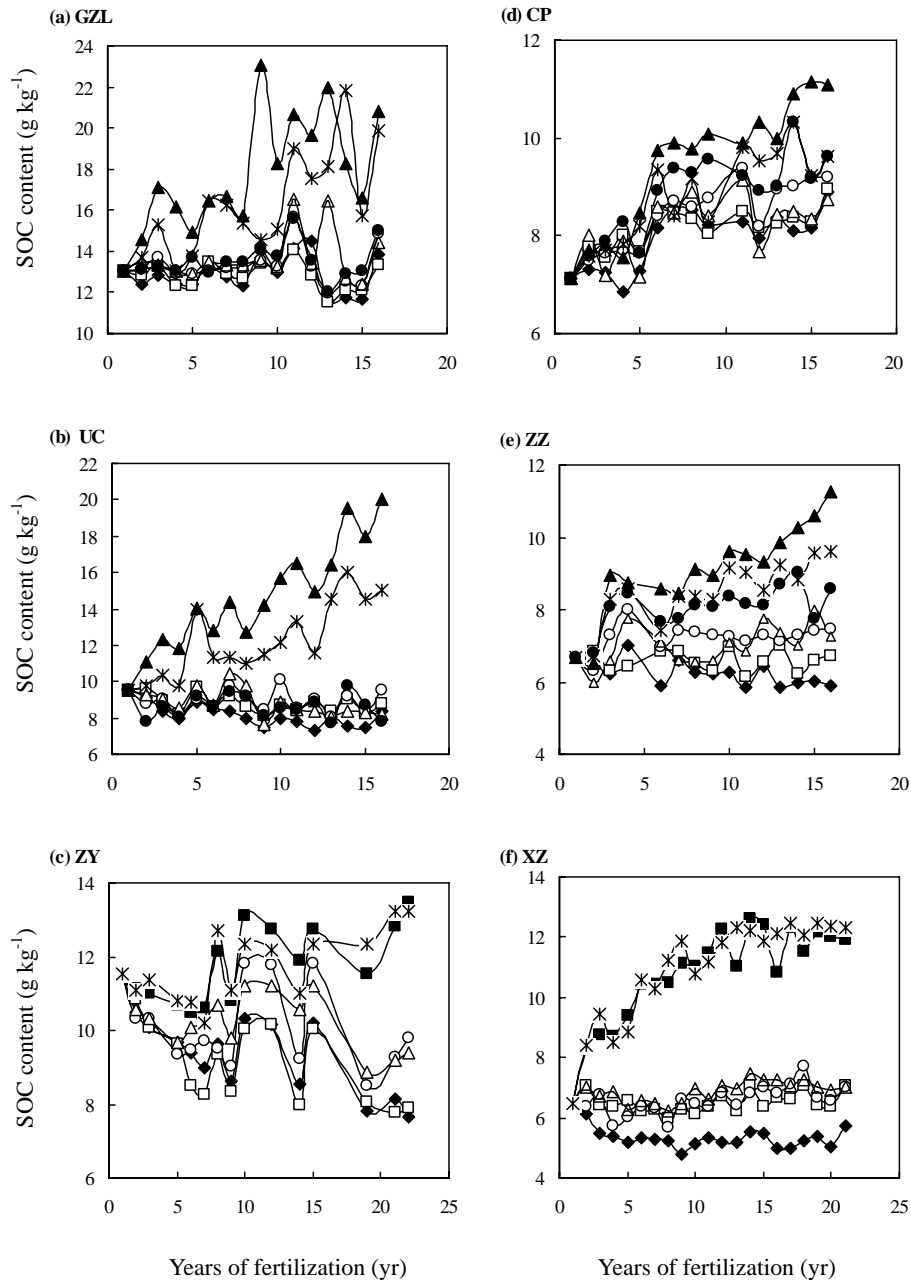 (a) GZL
SOC content (g kg-1)
24
22
20
18
16
14
12
10
0 5 10 15 20
(d) CP
12
10
8
6
0 5 10 15 20
(b) UC
SOC content (g kg-1)
22
20
18
16
14
12
10
8
6
0 5 10 15 20
(e) ZZ
12
10
8
6
4
0 5 10 15 20
(c) ZY
SOC content (g kg-1)
14
12
10
8
6
0 5 10 15 20 25
Years of fertilization (yr)
(f) XZ
14
12
10
8
6
4
0 5 10 15 20 25
Years of fertilization (yr)